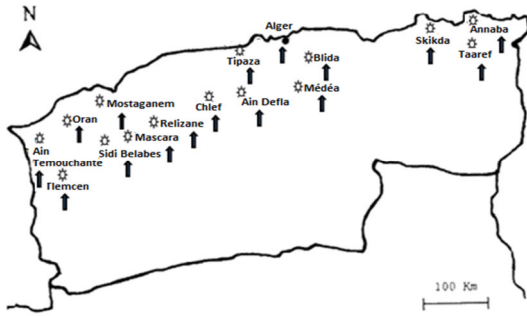 N
Alger
Annaba
Skikda
Taaref
Tipaza
Blida
Médéa
Chlef
Ain Defla
Mostaganem
Oran
Relizane
Mascara
Sidi Belabes
Ain
Temouchante
Tlemcen
100 Km